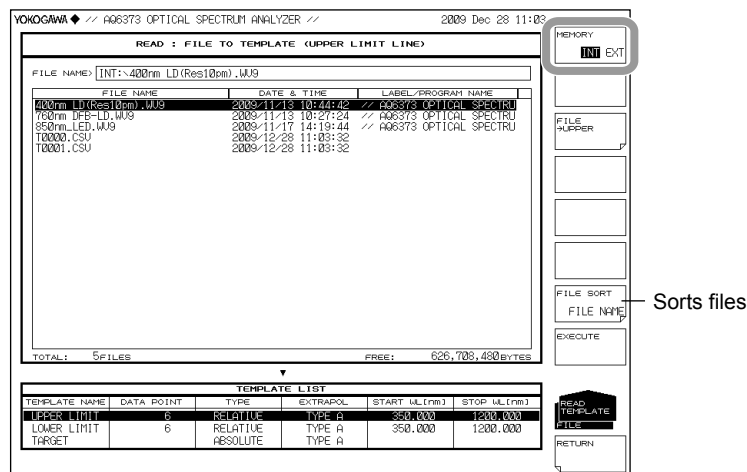 YOKOGAWA ◆ // AQ6373 OPTICAL SPECTRUM ANALYZER // 2009 Dec 28 11:03
READ : FILE TO TEMPLATE (UPPER LIMIT LINE)
FILE NAME> INT:\400nm LD(Res10pm).WV9
FILE NAME DATE & TIME LABEL/PROGRAM NAME
400nm LD(Res10pm).WV9 2009/11/13 10:44:42 // AQ6373 OPTICAL SPECTRU
760nm DFB-LD.WV9 2009/11/13 10:27:24 // AQ6373 OPTICAL SPECTRU
850nm_LED.WV9 2009/11/17 14:19:44 // AQ6373 OPTICAL SPECTRU
T0000.CSV 2009/12/28 11:03:32
T0001.CSV 2009/12/28 11:03:32
TOTAL: 5FILES FREE: 626,708,480BYTES
▼
TEMPLATE LIST
TEMPLATE NAME DATA POINT TYPE EXTRAPOL START WL[nm] STOP WL[nm]
UPPER LIMIT 6 RELATIVE TYPE A 350.000 1200.000
LOWER LIMIT 6 RELATIVE TYPE A 350.000 1200.000
TARGET ABSOLUTE TYPE A
MEMORY
INT EXT
FILE
→UPPER
FILE SORT
FILE NAME
Sorts files
EXECUTE
READ
TEMPLATE
FILE
RETURN